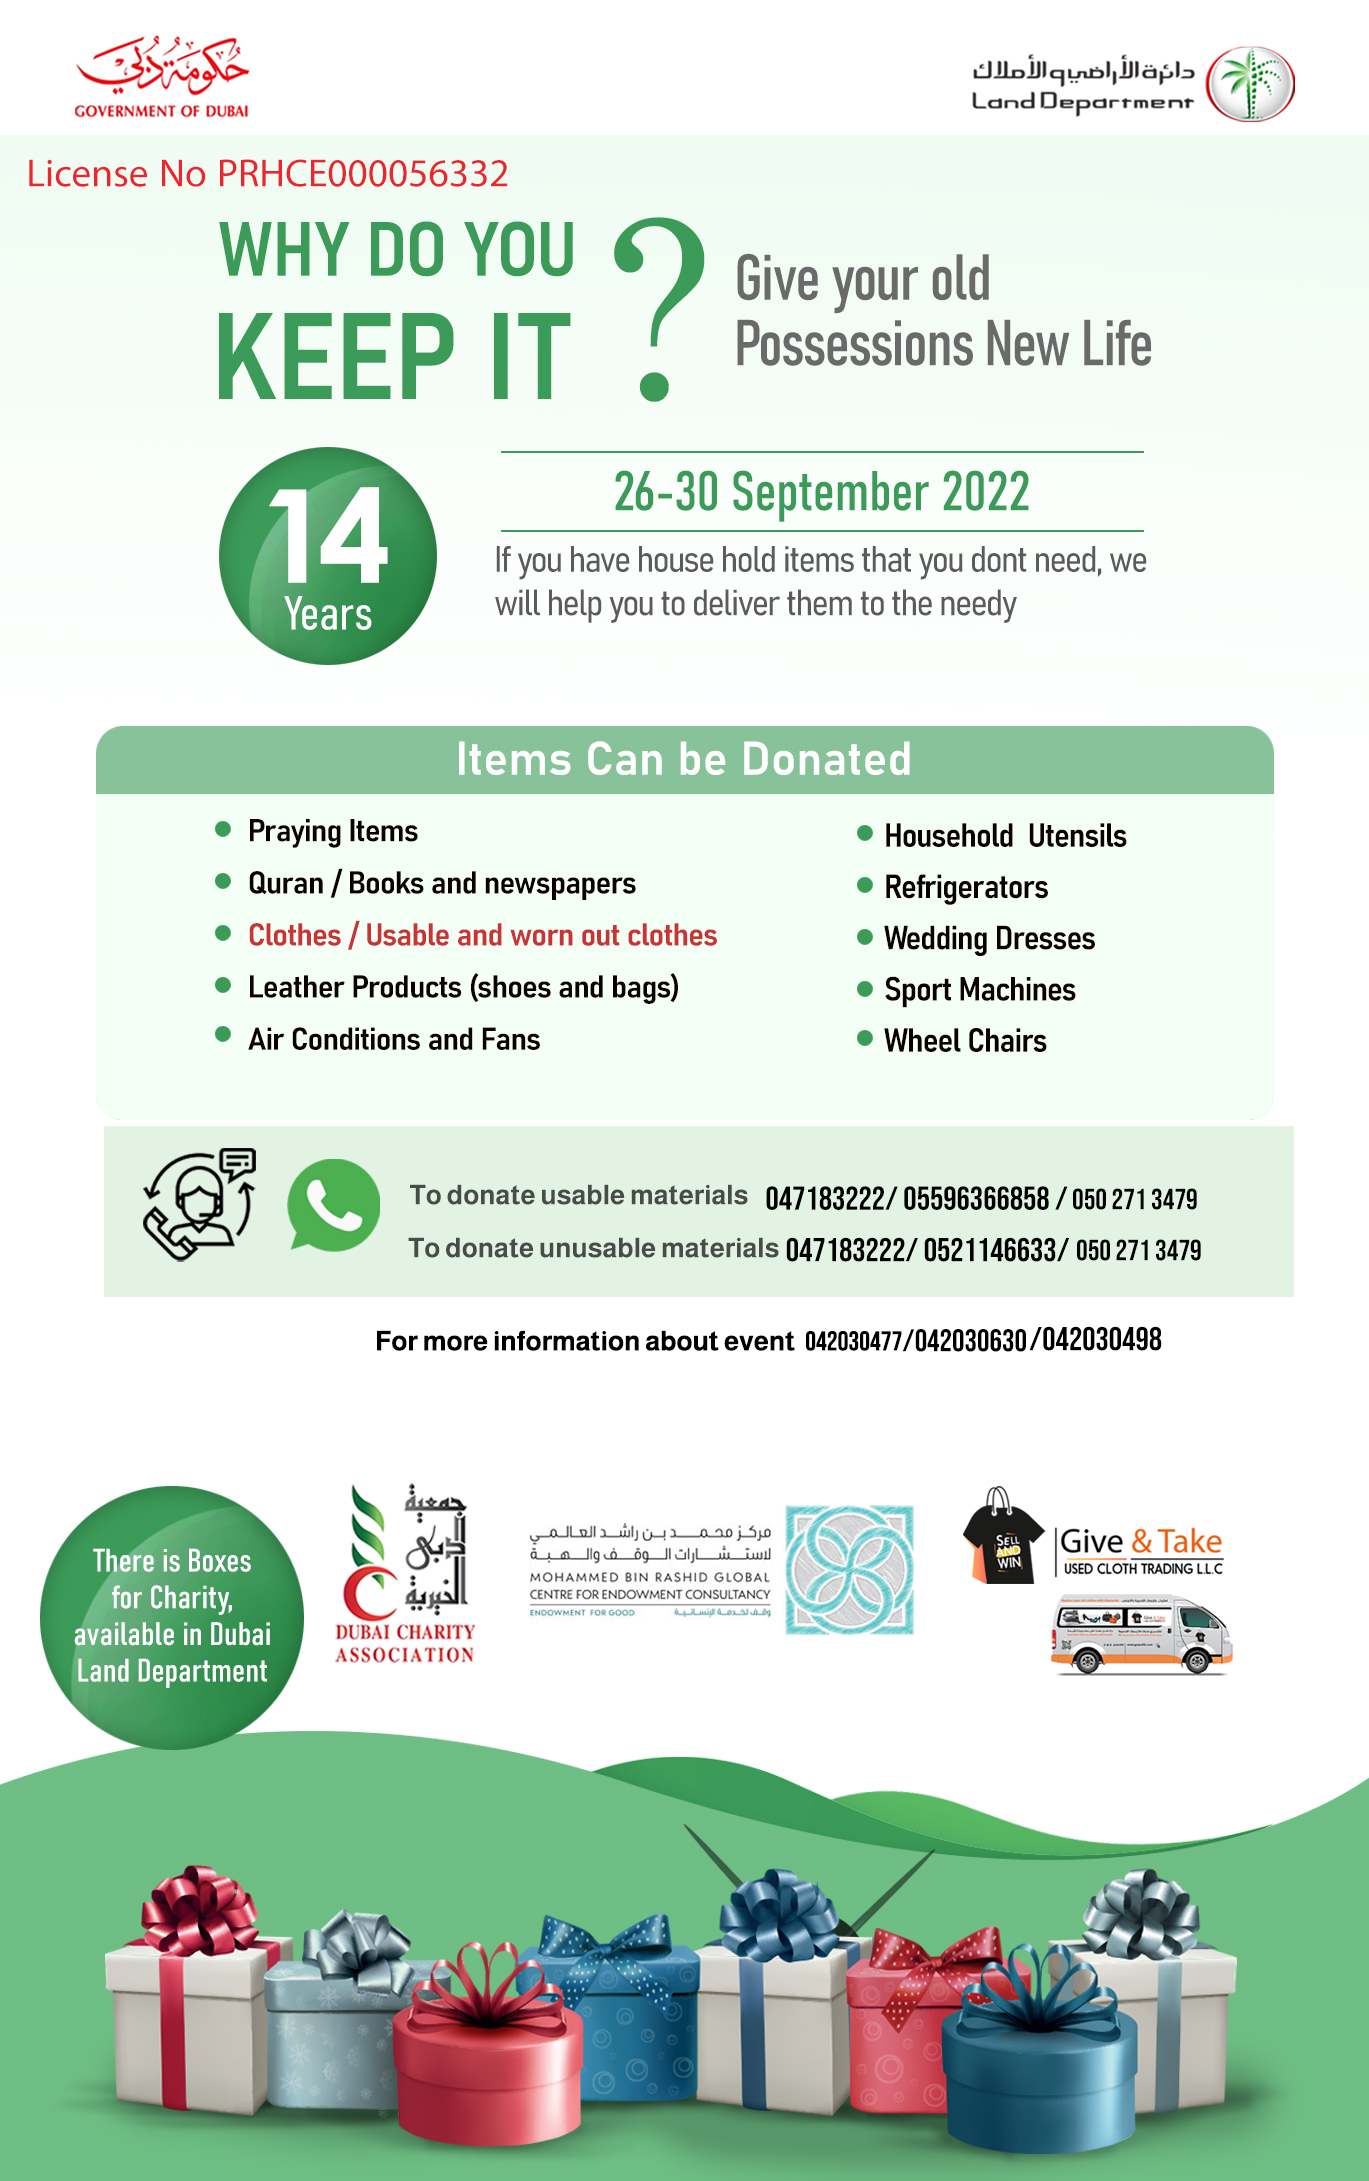 حكومة دبي
GOVERNMENT OF DUBAI
دائرة الأراضي والأملاك
Land Department
License No PRHCE000056332
WHY DO YOU
KEEP IT ?
Give your old
Possessions New Life
14
Years
26-30 September 2022
If you have house hold items that you dont need, we
will help you to deliver them to the needy
Items Can be Donated
Praying Items
Quran / Books and newspapers
Clothes / Usable and worn out clothes
Leather Products (shoes and bags)
Air Conditions and Fans
Household Utensils
Refrigerators
Wedding Dresses
Sport Machines
Wheel Chairs
To donate usable materials 047183222/ 05596366858 / 050 271 3479
To donate unusable materials 047183222/ 0521146633/ 050 271 3479
For more information about event 042030477/042030630/042030498
There is Boxes
for Charity,
available in Dubai
Land Department
جمعية
دبي
الخيرية
DUBAI CHARITY
ASSOCIATION
مركز محمد بن راشد العالمي
لاستشارات الوقف والهبة
MOHAMMED BIN RASHID GLOBAL
CENTRE FOR ENDOWMENT CONSULTANCY
ENDOWMENT FOR GOOD
وقف لخدمة الإنسانية
SELL
AND
WIN
Give & Take
USED CLOTH TRADING L.L.C